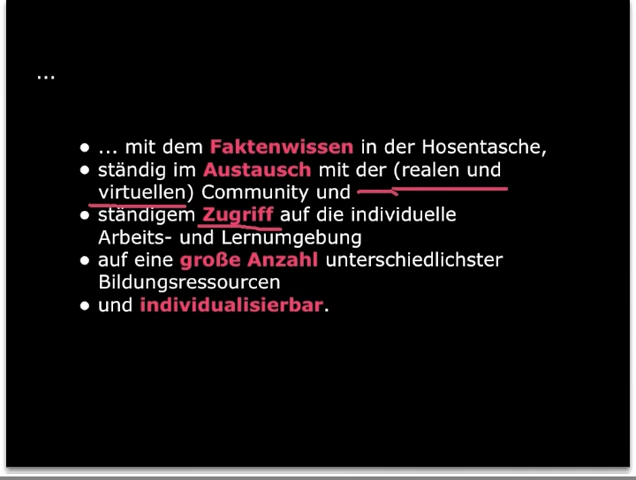 ...
● ... mit dem Faktenwissen in der Hosentasche,
● ständig im Austausch mit der (realen und
virtuellen) Community und
● ständigem Zugriff auf die individuelle
Arbeits- und Lernumgebung
● auf eine große Anzahl unterschiedlichster
Bildungsressourcen
● und individualisierbar.